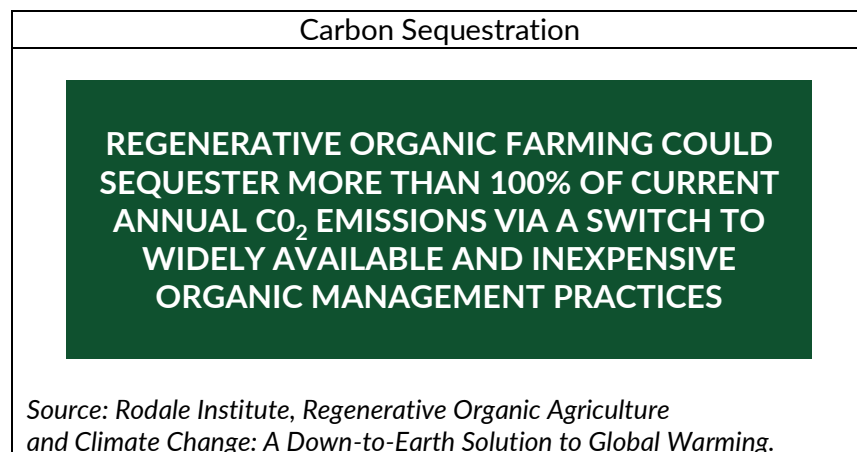 Carbon Sequestration
REGENERATIVE ORGANIC FARMING COULD
SEQUESTER MORE THAN 100% OF CURRENT
ANNUAL C0₂ EMISSIONS VIA A SWITCH TO
WIDELY AVAILABLE AND INEXPENSIVE
ORGANIC MANAGEMENT PRACTICES
Source: Rodale Institute, Regenerative Organic Agriculture
and Climate Change: A Down-to-Earth Solution to Global Warming.